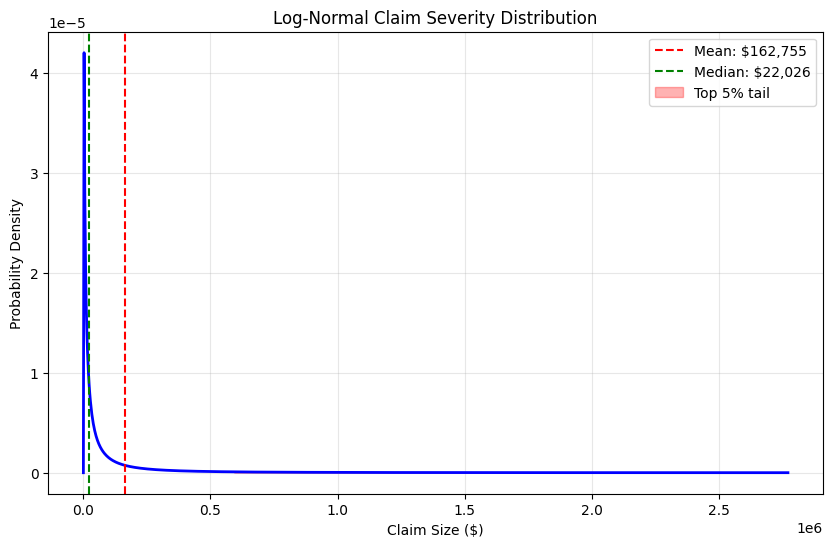 Log-Normal Claim Severity Distribution
1e−5
Mean: $162,755
Median: $22,026
Top 5% tail
4
3
2
1
0
Probability Density
0.0 0.5 1.0 1.5 2.0 2.5
1e6
Claim Size ($)